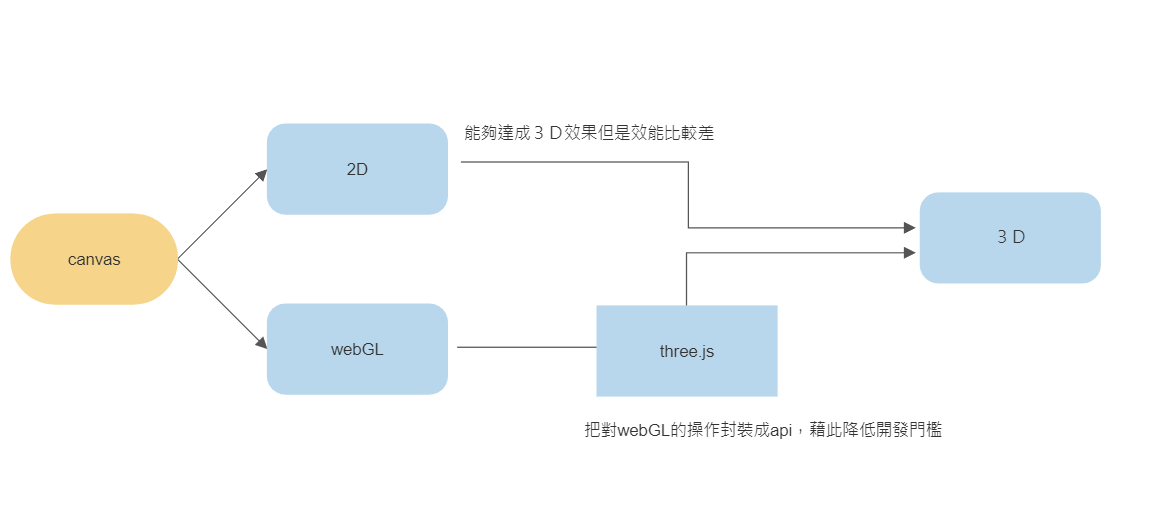 能夠達成３Ｄ效果但是效能比較差
2D
３Ｄ
canvas
webGL
three.js
把對webGL的操作封裝成api，藉此降低開發門檻